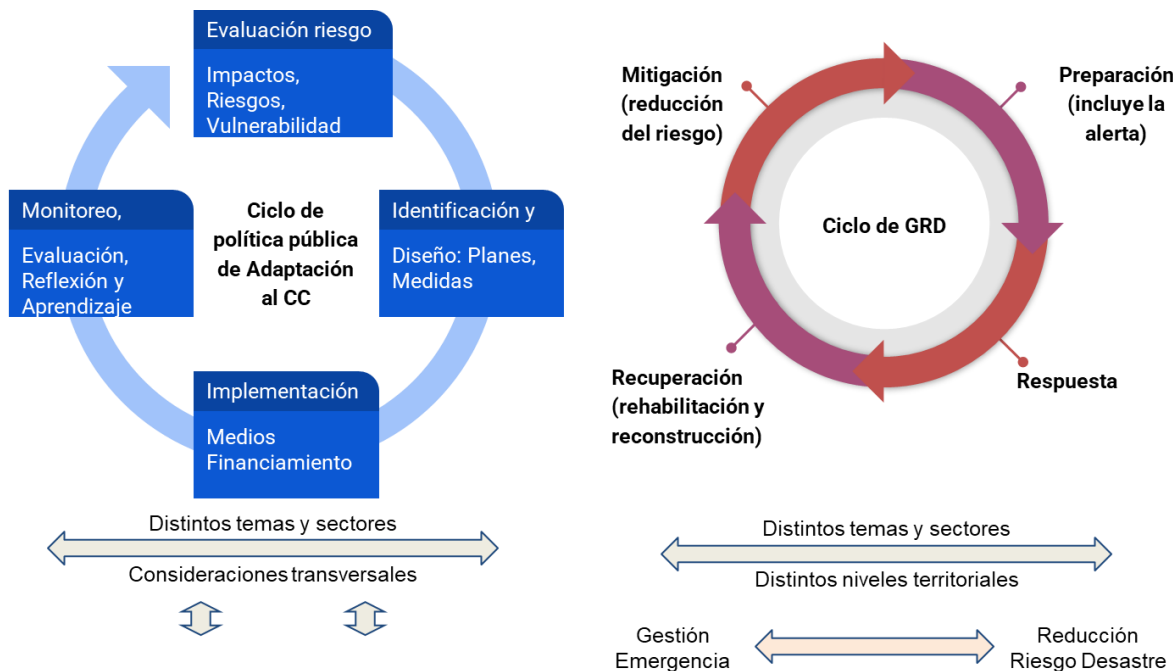 Evaluación riesgo
Impactos,
Riesgos,
Vulnerabilidad
Monitoreo,
Evaluación,
Reflexión y
Aprendizaje
Ciclo de
política pública
de Adaptación
al CC
Identificación y
Diseño: Planes,
Medidas
Implementación
Medios
Financiamiento
Distintos temas y sectores
Consideraciones transversales
Mitigación
(reducción
del riesgo)
Preparación
(incluye la
alerta)
Ciclo de GRD
Recuperación
(rehabilitación y
reconstrucción)
Respuesta
Distintos temas y sectores
Distintos niveles territoriales
Gestión
Emergencia
Reducción
Riesgo Desastre